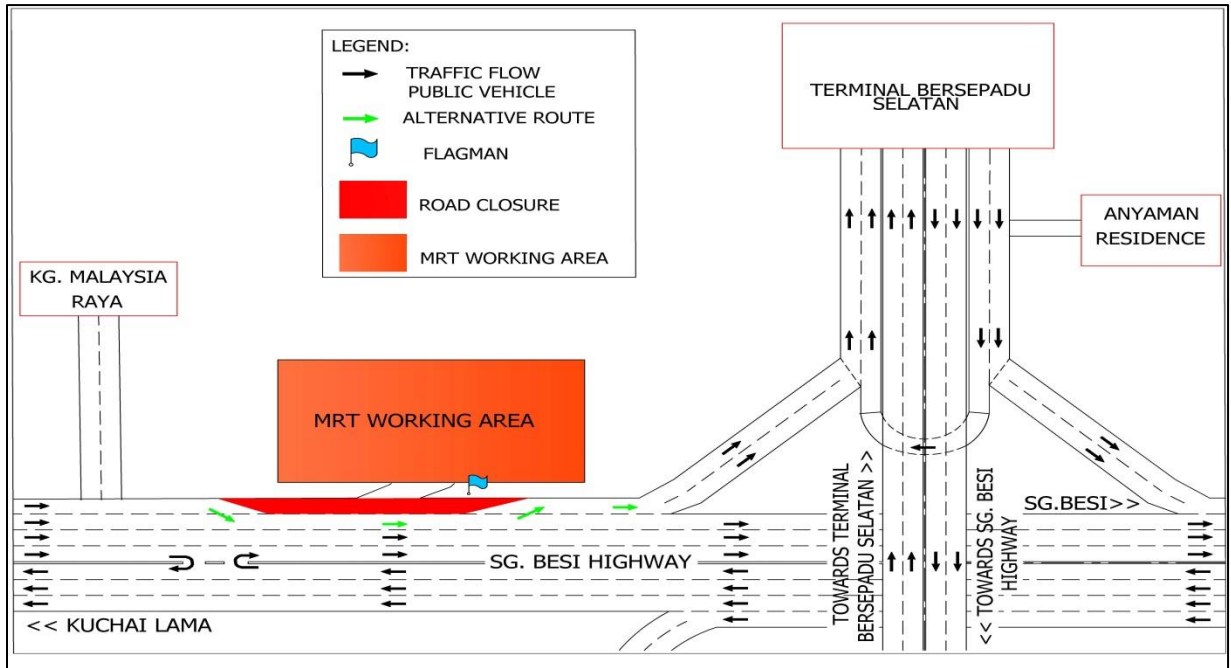 LEGEND:
TRAFFIC FLOW
PUBLIC VEHICLE
ALTERNATIVE ROUTE
FLAGMAN
ROAD CLOSURE
MRT WORKING AREA
TERMINAL BERSEPADU
SELATAN
ANYAMAN
RESIDENCE
KG. MALAYSIA
RAYA
MRT WORKING AREA
TOWARDS TERMINAL
BERSEPADU SELATAN >>
<< TOWARDS SG. BESI
HIGHWAY
SG.BESI>>
SG. BESI HIGHWAY
<< KUCHAI LAMA